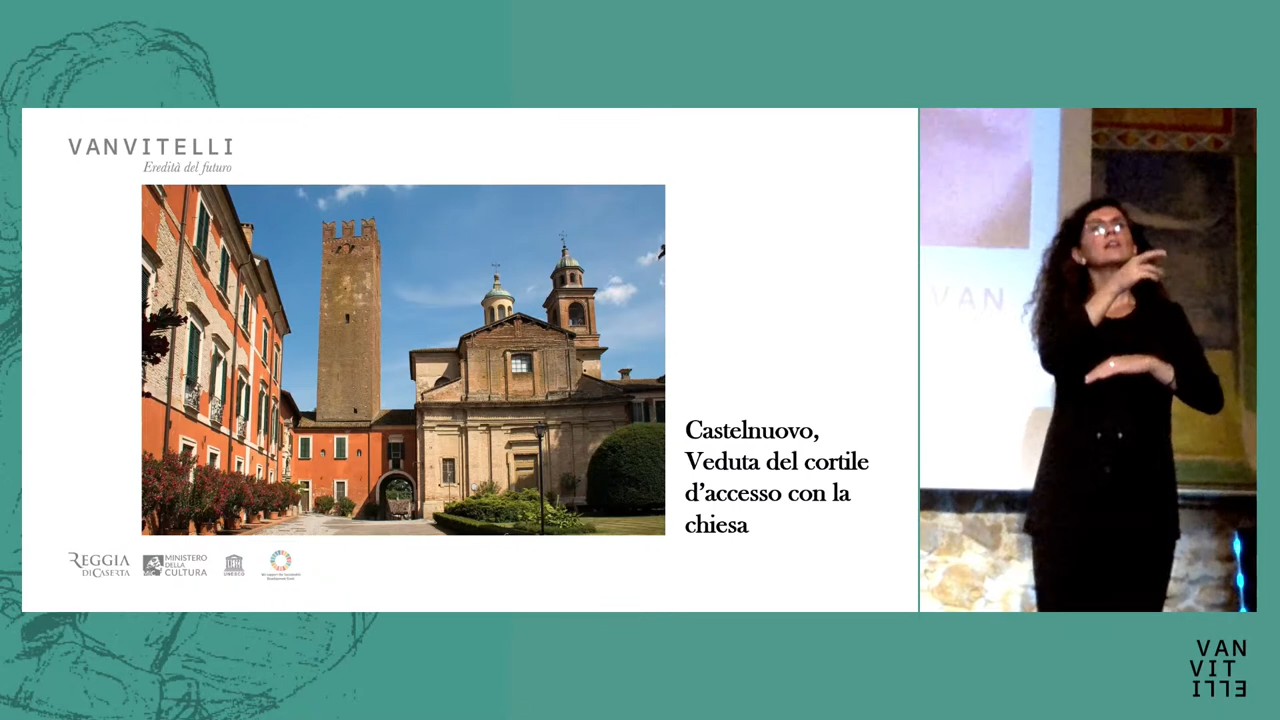 VANVITELLI
Eredità del futuro
Castelnuovo,
Veduta del cortile
d’accesso con la
chiesa
REGGIA
DI CASERTA
MINISTERO
DELLA
CULTURA
UNESCO
VAN
VAN
VIT
ELLI